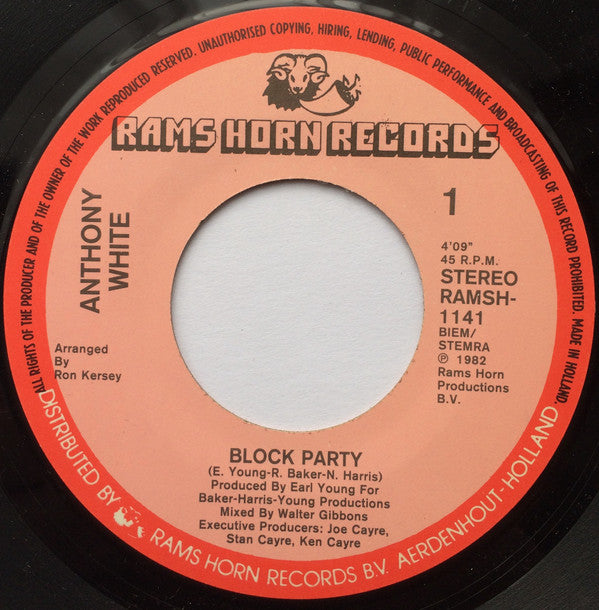 ALL RIGHTS OF THE PRODUCER AND OF THE OWNER OF THE WORK REPRODUCED RESERVED. UNAUTHORISED COPYING, HIRING, LENDING, PUBLIC PERFORMANCE AND BROADCASTING OF THIS RECORD PROHIBITED. MADE IN HOLLAND.
RAMS HORN RECORDS
ANTHONY
WHITE
Arranged
By
Ron Kersey
1
4'09"
45 R.P.M.
STEREO
RAMSH-
1141
BIEM/
STEMRA
℗ 1982
Rams Horn
Productions
B.V.
BLOCK PARTY
(E. Young-R. Baker-N. Harris)
Produced By Earl Young For
Baker-Harris-Young Productions
Mixed By Walter Gibbons
Executive Producers: Joe Cayre,
Stan Cayre, Ken Cayre
DISTRIBUTED BY RAMS HORN RECORDS B.V. AERDENHOUT-HOLLAND